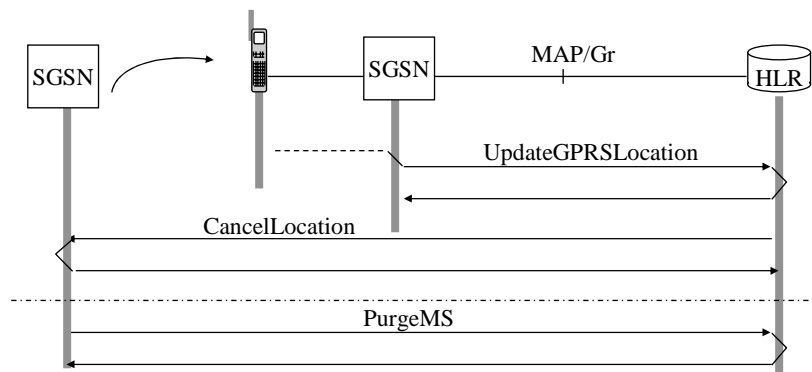 MAP/Gr
SGSN
SGSN
HLR
UpdateGPRSLocation
CancelLocation
PurgeMS